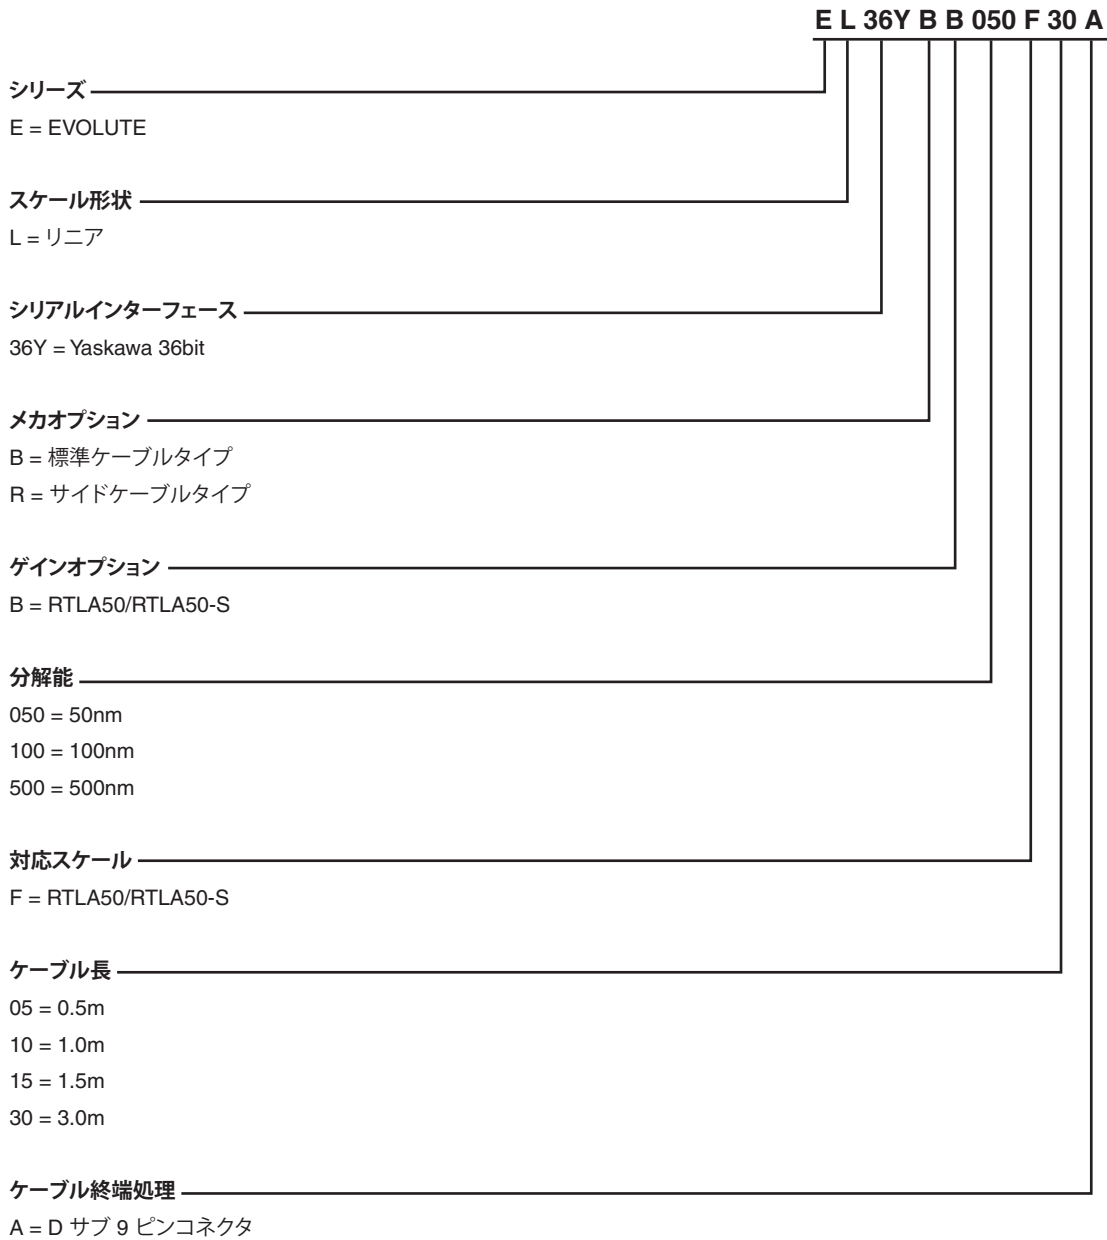 E L 36Y B B 050 F 30 A
シリーズ
E = EVOLUTE
スケール形状
L = リニア
シリアルインターフェース
36Y = Yaskawa 36bit
メカオプション
B = 標準ケーブルタイプ
R = サイドケーブルタイプ
ゲインオプション
B = RTLA50/RTLA50-S
分解能
050 = 50nm
100 = 100nm
500 = 500nm
対応スケール
F = RTLA50/RTLA50-S
ケーブル長
05 = 0.5m
10 = 1.0m
15 = 1.5m
30 = 3.0m
ケーブル終端処理
A = D サブ 9 ピンコネクタ